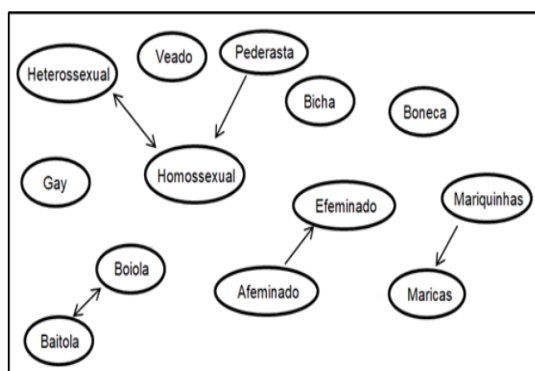 Heterossexual
Veado
Pederasta
Bicha
Boneca
Gay
Homossexual
Efeminado
Mariquinhas
Boiola
Afeminado
Maricas
Baitola